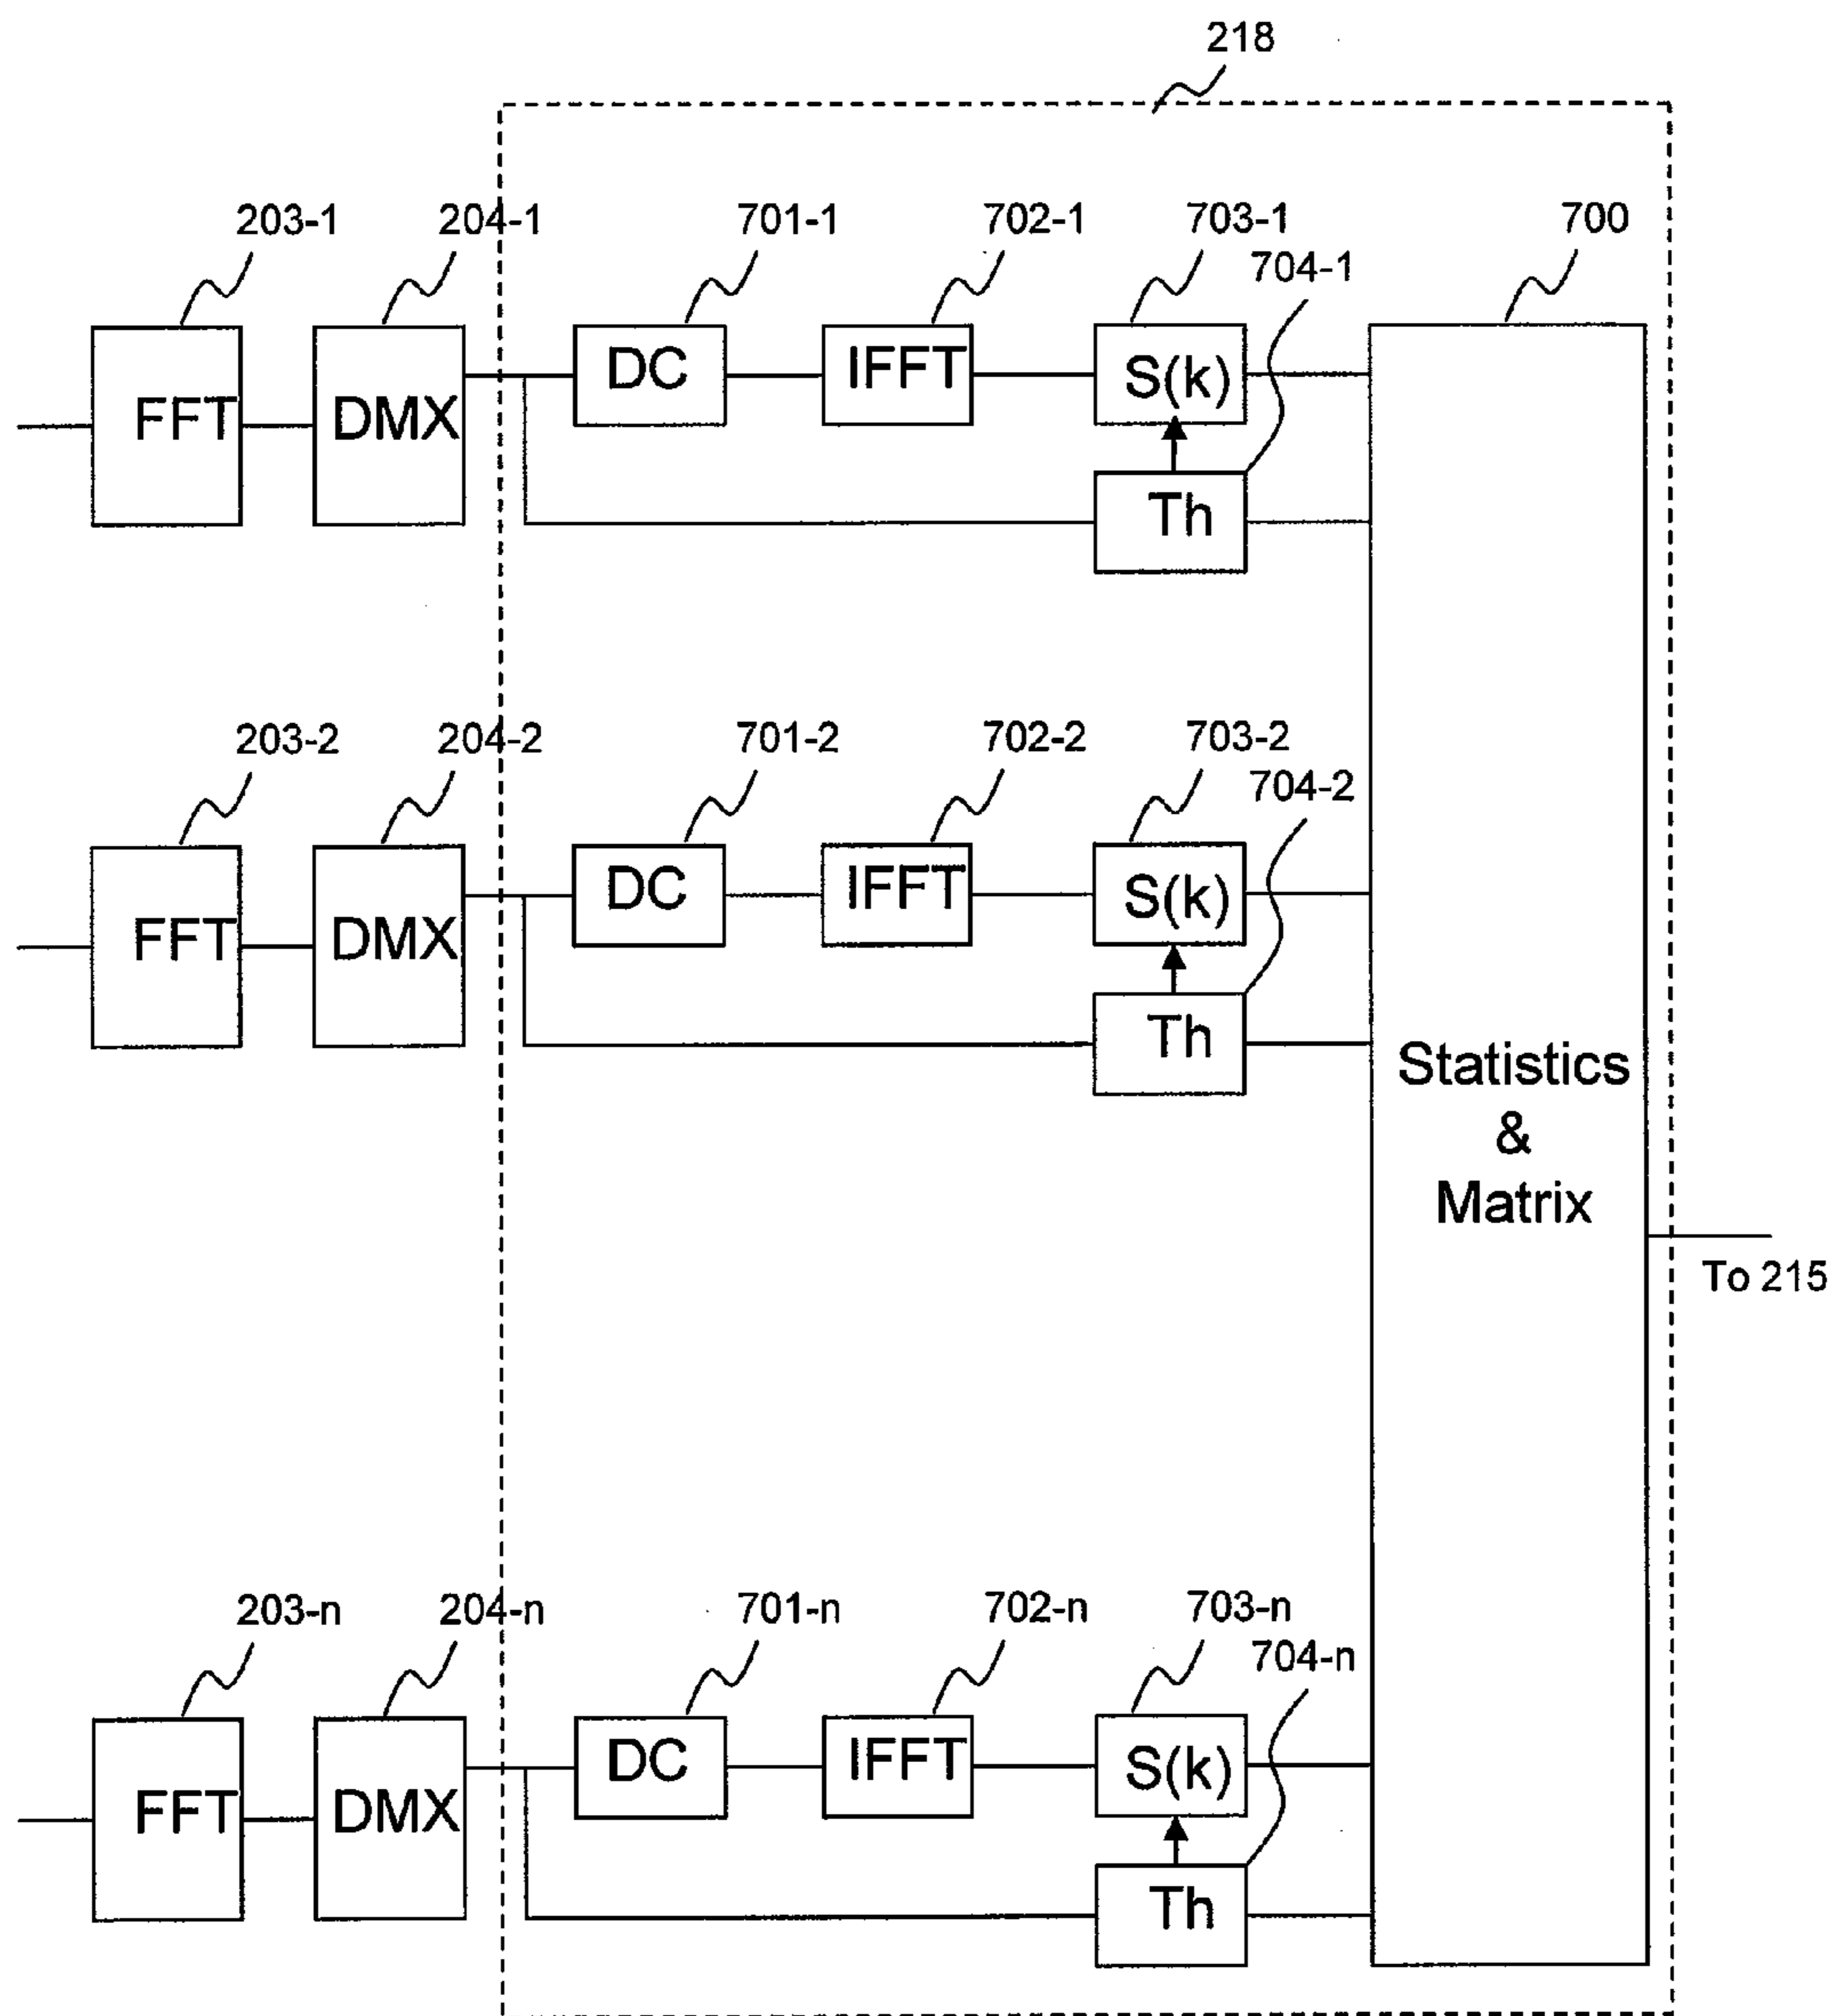 218
203-1
204-1
701-1
702-1
703-1
700
704-1
FFT
DMX
DC
IFFT
S(k)
Th
203-2
204-2
701-2
702-2
703-2
704-2
FFT
DMX
DC
IFFT
S(k)
Th
Statistics
&
Matrix
To 215
203-n
204-n
701-n
702-n
703-n
704-n
FFT
DMX
DC
IFFT
S(k)
Th